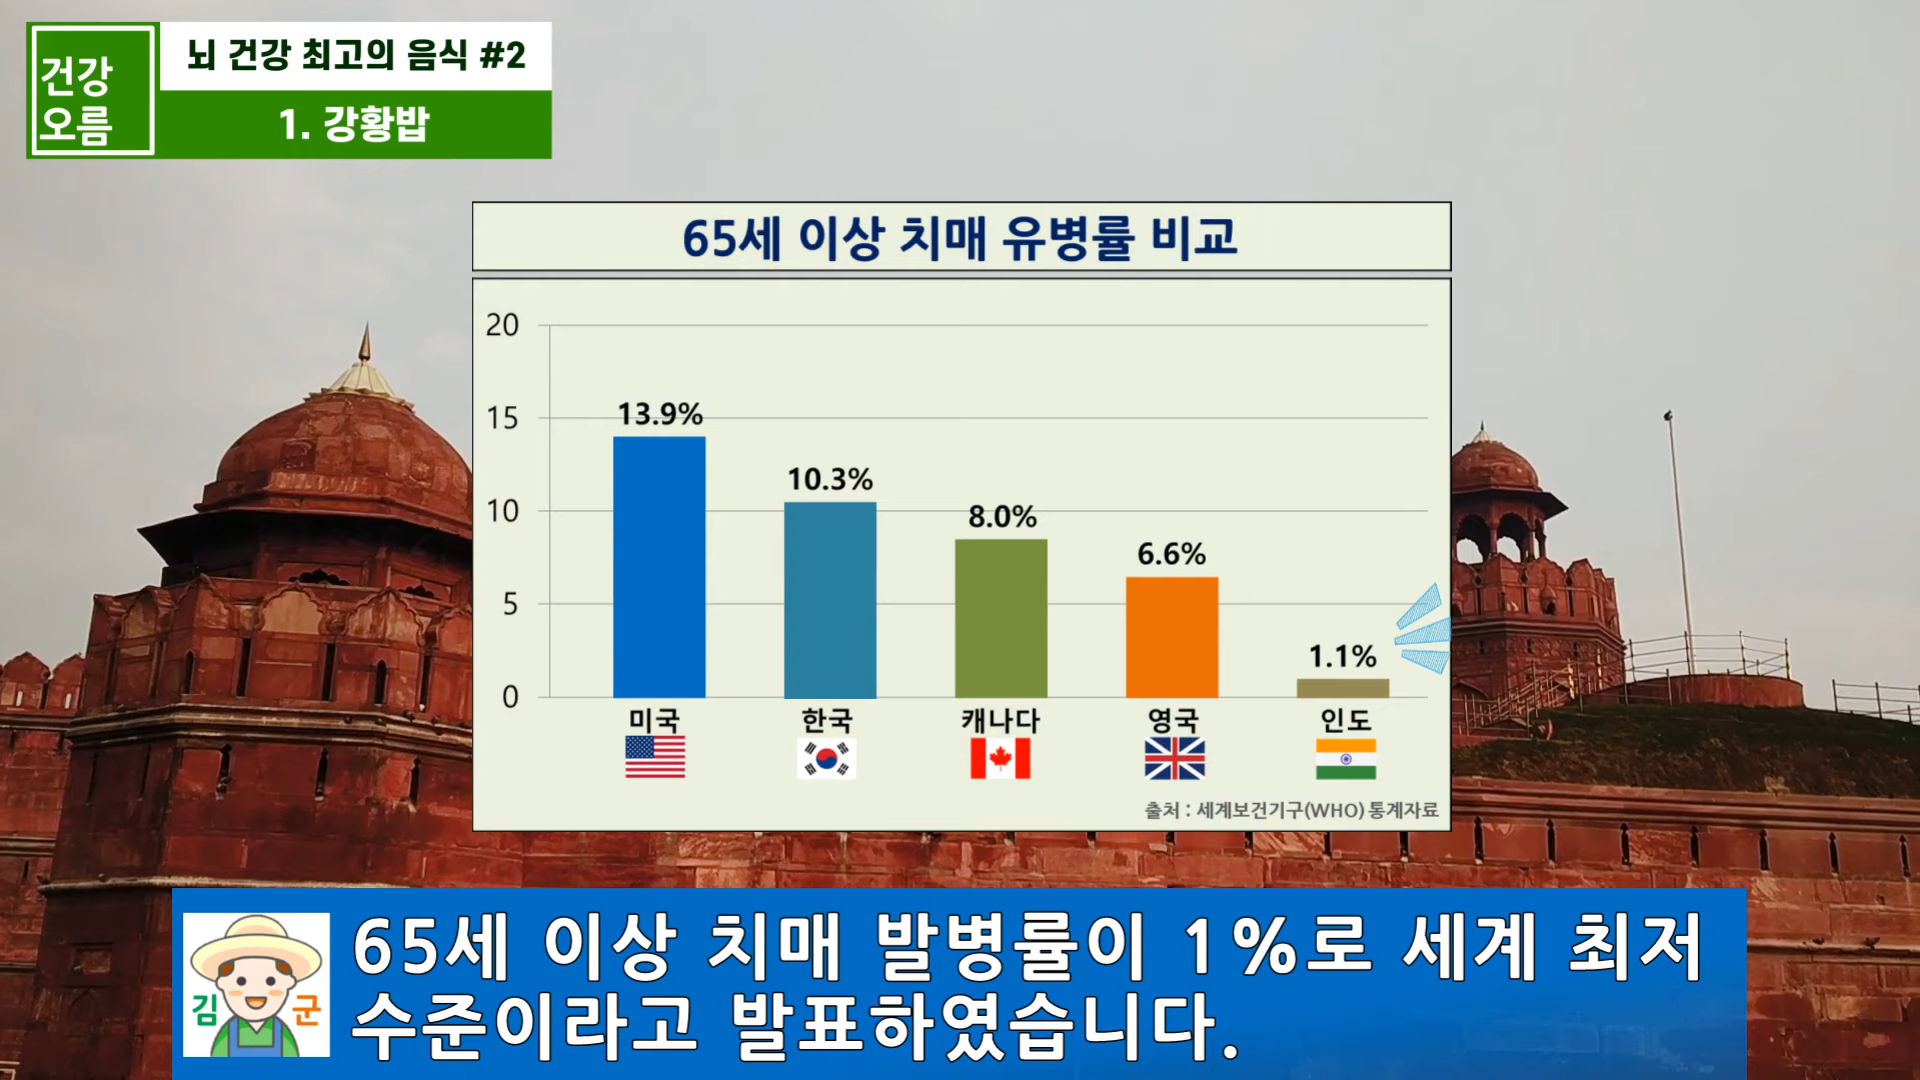 건강
오름
뇌 건강 최고의 음식 #2
1. 강황밥
65세 이상 치매 유병률 비교
20
15
10
5
0
13.9%
10.3%
8.0%
6.6%
1.1%
미국
한국
캐나다
영국
인도
출처 : 세계보건기구(WHO) 통계자료
김 군
65세 이상 치매 발병률이 1%로 세계 최저
수준이라고 발표하였습니다.